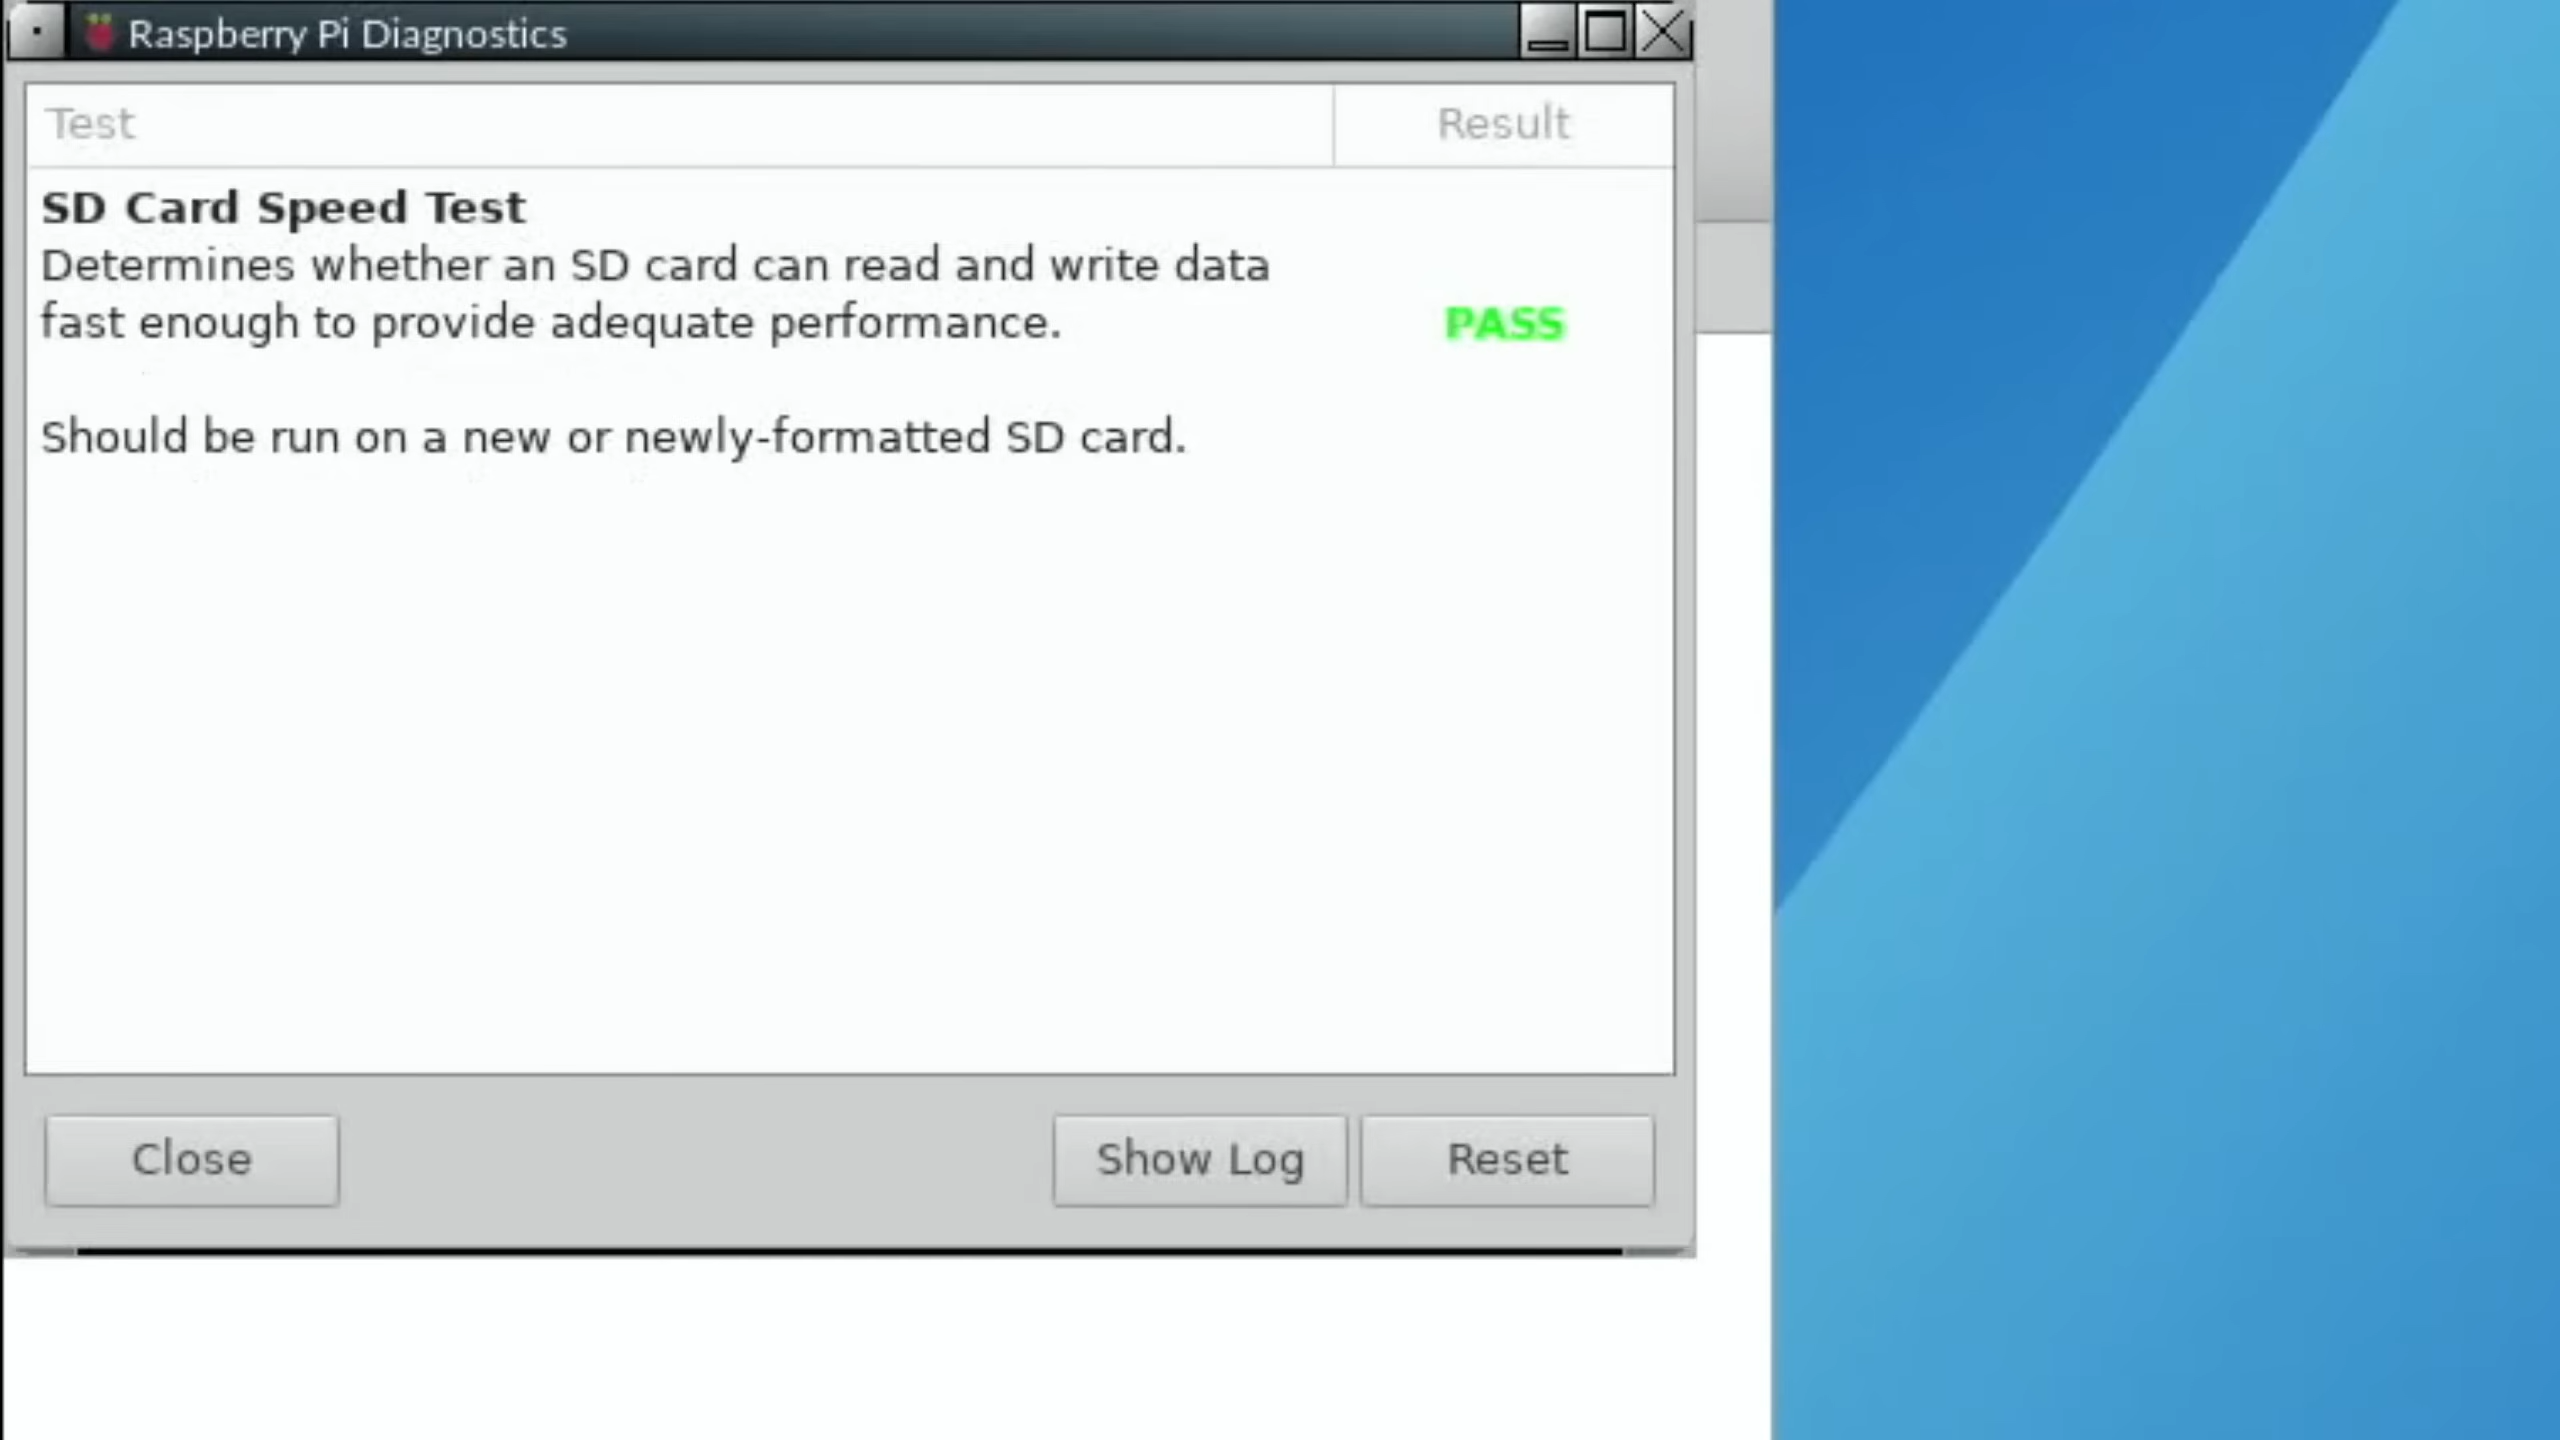 Raspberry Pi Diagnostics
Test
Result
SD Card Speed Test
Determines whether an SD card can read and write data
fast enough to provide adequate performance.
PASS
Should be run on a new or newly-formatted SD card.
Close
Show Log
Reset